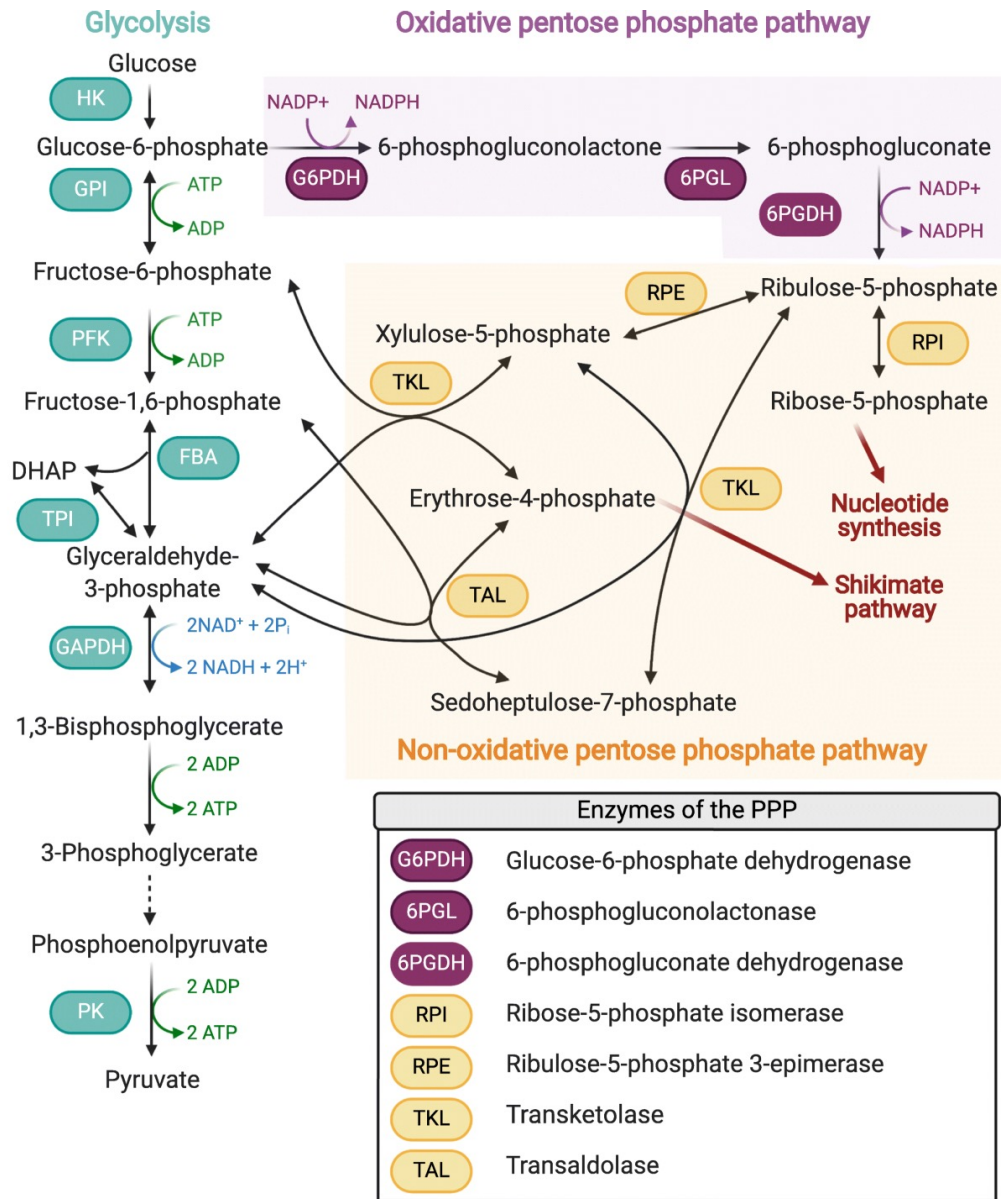 Glycolysis
Oxidative pentose phosphate pathway
Glucose
HK
NADP+
NADPH
Glucose-6-phosphate
6-phosphogluconolactone
6-phosphogluconate
G6PDH
6PGL
GPI
ATP
ADP
6PGDH
NADP+
NADPH
Fructose-6-phosphate
RPE
Ribulose-5-phosphate
PFK
ATP
ADP
Xylulose-5-phosphate
RPI
TKL
Fructose-1,6-phosphate
Ribose-5-phosphate
FBA
DHAP
TPI
Erythrose-4-phosphate
TKL
Nucleotide
synthesis
Glyceraldehyde-
3-phosphate
TAL
Shikimate
pathway
GAPDH
2NAD⁺ + 2Pᵢ
2 NADH + 2H⁺
Sedoheptulose-7-phosphate
1,3-Bisphosphoglycerate
Non-oxidative pentose phosphate pathway
2 ADP
2 ATP
3-Phosphoglycerate
Phosphoenolpyruvate
PK
2 ADP
2 ATP
Pyruvate
Enzymes of the PPP
G6PDH Glucose-6-phosphate dehydrogenase
6PGL 6-phosphogluconolactonase
6PGDH 6-phosphogluconate dehydrogenase
RPI Ribose-5-phosphate isomerase
RPE Ribulose-5-phosphate 3-epimerase
TKL Transketolase
TAL Transaldolase